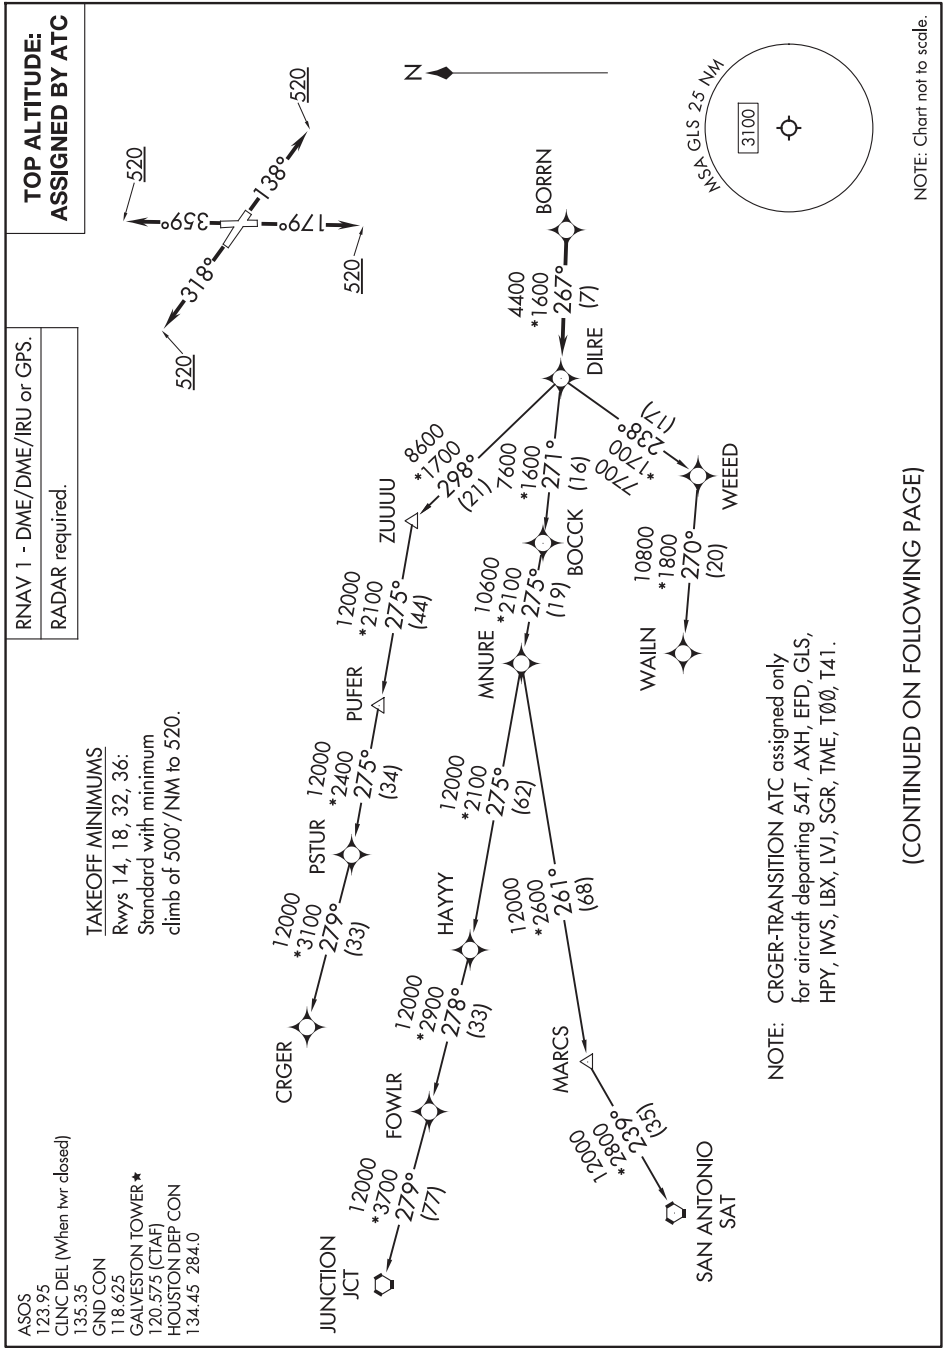 ASOS
123.95
CLNC DEL (When twr closed)
135.35
GND CON
118.625
GALVESTON TOWER★
120.575 (CTAF)
HOUSTON DEP CON
134.45 284.0
TAKEOFF MINIMUMS
Rwys 14, 18, 32, 36:
Standard with minimum
climb of 500'/NM to 520.
RNAV 1 - DME/DME/IRU or GPS.
RADAR required.
TOP ALTITUDE:
ASSIGNED BY ATC
520
318°
520
359°
138°
520
179°
520
N
CRGER
12000
*3100
279°
(33)
PSTUR
12000
*2400
275°
(34)
PUFER
12000
*2100
275°
(44)
ZUUUU
8600
*1700
298°
(21)
JUNCTION
JCT
12000
*3700
279°
(77)
FOWLR
12000
*2900
278°
(33)
HAYYY
12000
*2100
275°
(62)
MNURE
10600
*2100
275°
(19)
BOCCK
7600
*1600
271°
(16)
DILRE
4400
*1600
267°
(7)
BORRN
SAN ANTONIO
SAT
12000
*2800
239°
(35)
MARCS
12000
*2600
261°
(68)
WAILN
10800
*1800
270°
(20)
WEEED
7700
*1700
238°
(17)
MSA GLS 25 NM
3100
NOTE: CRGER-TRANSITION ATC assigned only
for aircraft departing 54T, AXH, EFD, GLS,
HPY, IWS, LBX, LVJ, SGR, TME, TØØ, T41.
(CONTINUED ON FOLLOWING PAGE)
NOTE: Chart not to scale.